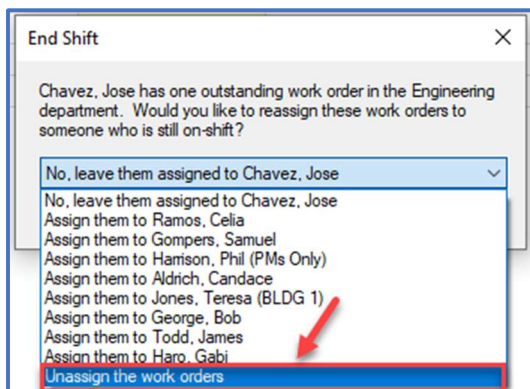 End Shift
Chavez, Jose has one outstanding work order in the Engineering
department. Would you like to reassign these work orders to
someone who is still on-shift?
No, leave them assigned to Chavez, Jose
No, leave them assigned to Chavez, Jose
Assign them to Ramos, Celia
Assign them to Gompers, Samuel
Assign them to Harrison, Phil (PMs Only)
Assign them to Aldrich, Candace
Assign them to Jones, Teresa (BLDG 1)
Assign them to George, Bob
Assign them to Todd, James
Assign them to Haro, Gabi
Unassign the work orders